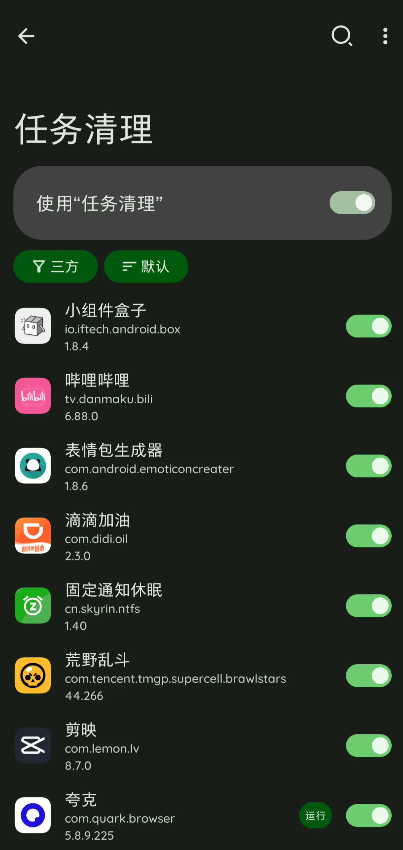 任务清理
使用“任务清理”
三方 默认
小组件盒子
io.iftech.android.box
1.8.4
bilibili
哔哩哔哩
tv.danmaku.bili
6.88.0
表情包生成器
com.android.emoticoncreater
1.8.6
滴滴加油
com.didi.oil
2.3.0
固定通知休眠
cn.skyrin.ntfs
1.40
荒野乱斗
com.tencent.tmgp.supercell.brawlstars
44.266
剪映
com.lemon.lv
8.7.0
夸克
com.quark.browser
运行
5.8.9.225